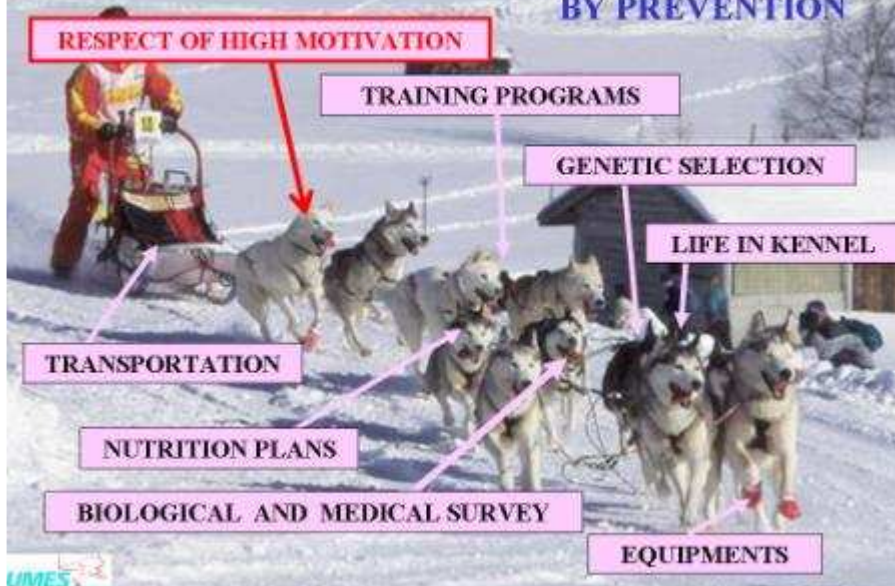 BY PREVENTION
RESPECT OF HIGH MOTIVATION
TRAINING PROGRAMS
GENETIC SELECTION
LIFE IN KENNEL
TRANSPORTATION
NUTRITION PLANS
BIOLOGICAL AND MEDICAL SURVEY
EQUIPMENTS
UMES